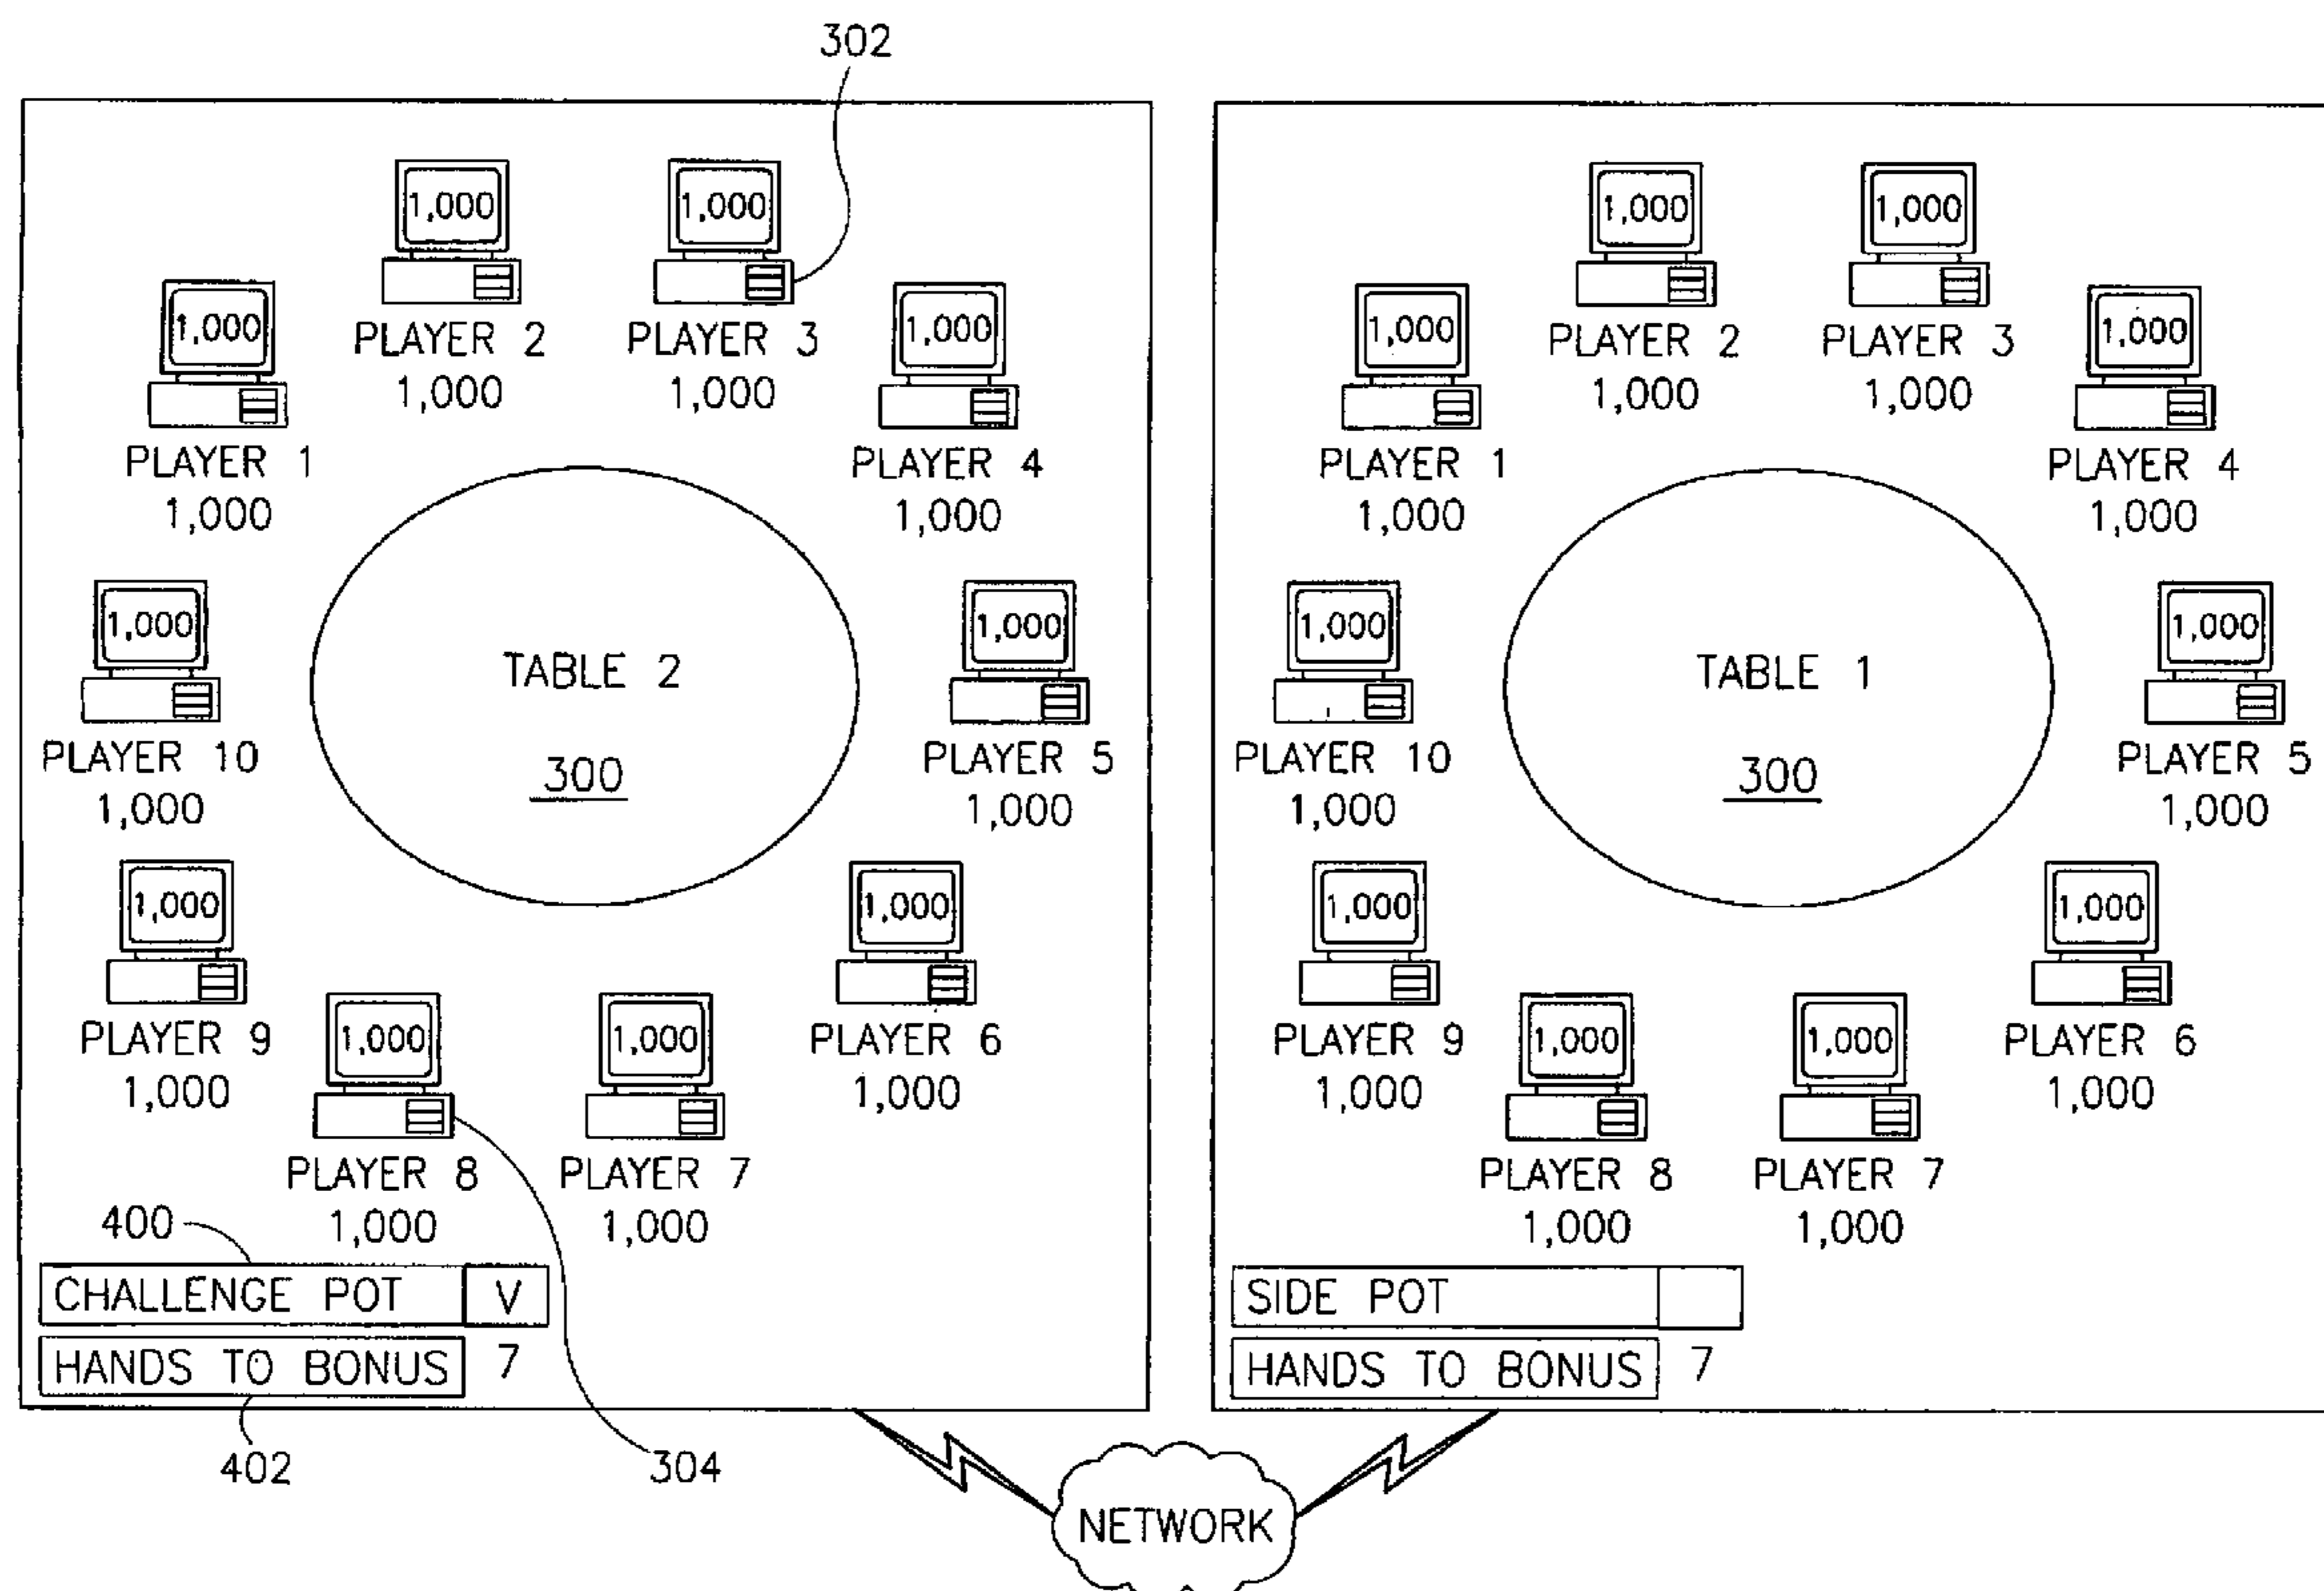 302
1,000
1,000
PLAYER 2
1,000
PLAYER 3
1,000
1,000
PLAYER 1
1,000
1,000
PLAYER 4
1,000
1,000
PLAYER 10
1,000
TABLE 2
300
1,000
PLAYER 5
1,000
1,000
PLAYER 9
1,000
1,000
PLAYER 6
1,000
1,000
PLAYER 8
1,000
1,000
PLAYER 7
1,000
400
CHALLENGE POT V
HANDS TO BONUS 7
402
304
1,000
1,000
PLAYER 2
1,000
PLAYER 3
1,000
1,000
PLAYER 1
1,000
1,000
PLAYER 4
1,000
1,000
PLAYER 10
1,000
TABLE 1
300
1,000
PLAYER 5
1,000
1,000
PLAYER 9
1,000
1,000
PLAYER 6
1,000
1,000
PLAYER 8
1,000
1,000
PLAYER 7
1,000
SIDE POT
HANDS TO BONUS 7
NETWORK